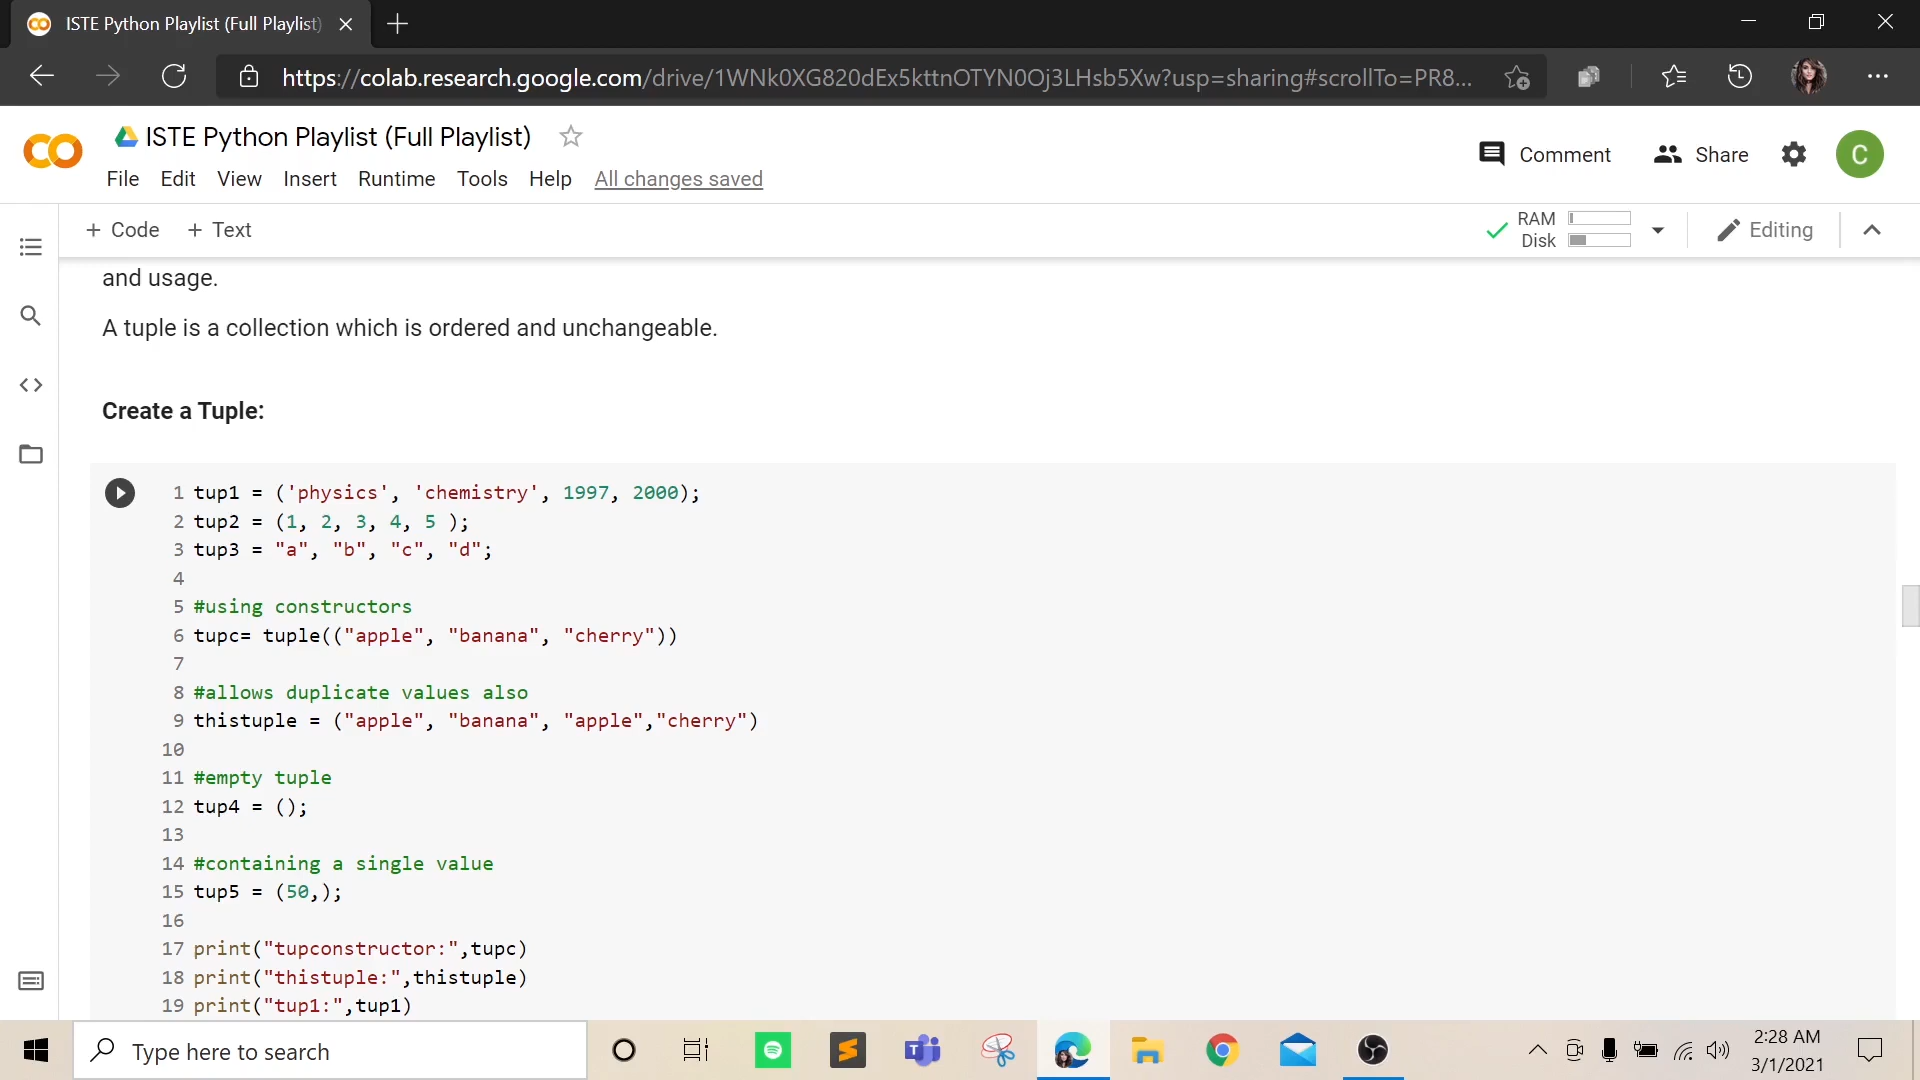 ISTE Python Playlist (Full Playlist)
https://colab.research.google.com/drive/1WNk0XG820dEx5kttnOTYN0Oj3LHsb5Xw?usp=sharing#scrollTo=PR8...
ISTE Python Playlist (Full Playlist)
Comment Share C
File Edit View Insert Runtime Tools Help All changes saved
+ Code + Text RAM Disk Editing
and usage.
A tuple is a collection which is ordered and unchangeable.
Create a Tuple:
1 tup1 = ('physics', 'chemistry', 1997, 2000);
2 tup2 = (1, 2, 3, 4, 5 );
3 tup3 = "a", "b", "c", "d";
4
5 #using constructors
6 tupc= tuple(("apple", "banana", "cherry"))
7
8 #allows duplicate values also
9 thistuple = ("apple", "banana", "apple","cherry")
10
11 #empty tuple
12 tup4 = ();
13
14 #containing a single value
15 tup5 = (50,);
16
17 print("tupconstructor:",tupc)
18 print("thistuple:",thistuple)
19 print("tup1:",tup1)
Type here to search
2:28 AM
3/1/2021